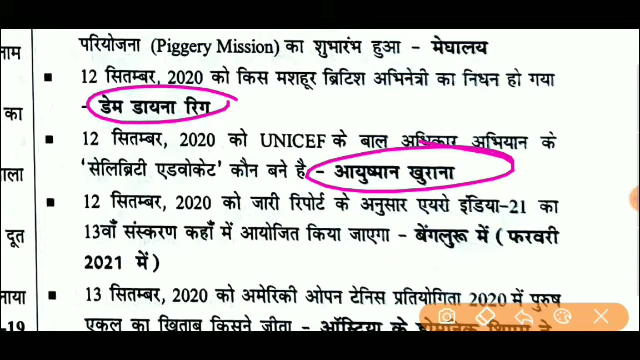 नाम
का
ाला
दूत
नाया
-19
परियोजना (Piggery Mission) का शुभारंभ हुआ - मेघालय
12 सितम्बर, 2020 को किस मशहूर ब्रिटिश अभिनेत्री का निधन हो गया
- डेम डायना रिग
12 सितम्बर, 2020 को UNICEF के बाल अधिकार अभियान के
'सेलिब्रिटी एडवोकेट' कौन बने है - आयुष्मान खुराना
12 सितम्बर, 2020 को जारी रिपोर्ट के अनुसार एयरो इंडिया-21 का
13वाँ संस्करण कहाँ में आयोजित किया जाएगा - बेंगलुरू में ( फरवरी
2021 में )
13 सितम्बर, 2020 को अमेरिकी ओपन टेनिस प्रतियोगिता 2020 में पुरुष
एकल का खिताब किसने जीता - ऑस्ट्रिया के